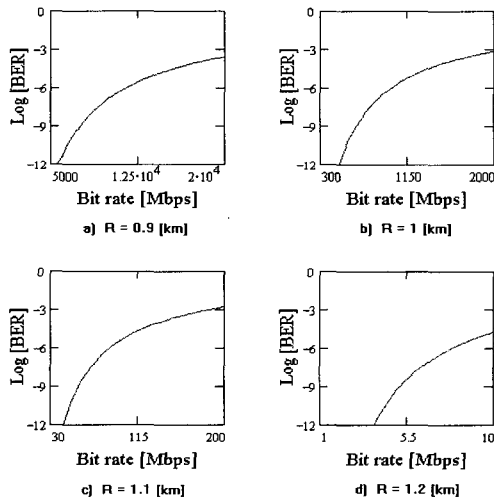 0
-3
-6
-9
-12
Log [BER]
5000 1.25•10⁴ 2•10⁴
Bit rate [Mbps]
a) R = 0.9 [km]
0
-3
-6
-9
-12
Log [BER]
300 1150 2000
Bit rate [Mbps]
b) R = 1 [km]
0
-3
-6
-9
-12
Log [BER]
30 115 200
Bit rate [Mbps]
c) R = 1.1 [km]
0
-3
-6
-9
-12
Log [BER]
1 5.5 10
Bit rate [Mbps]
d) R = 1.2 [km]